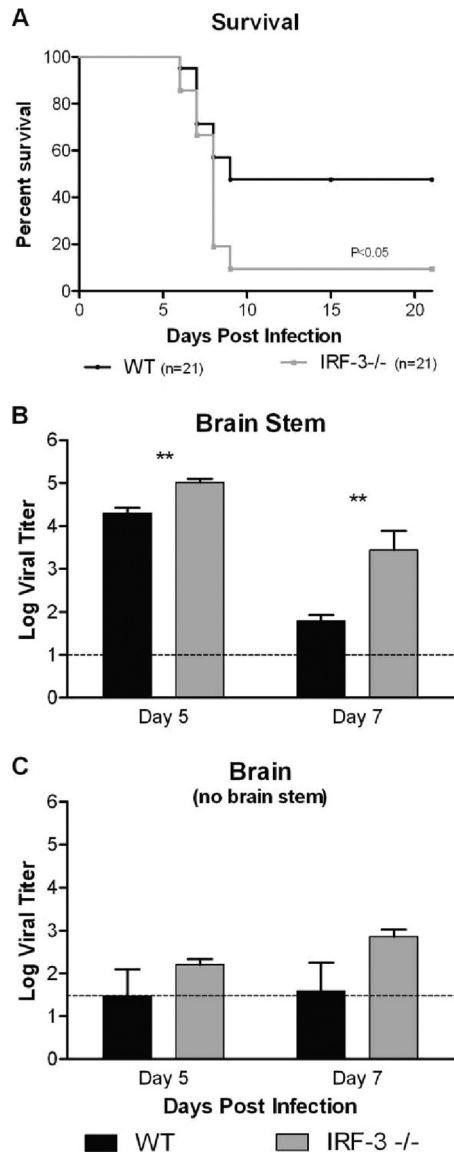 A
Survival
Percent survival
100
80
60
40
20
0
P<0.05
0 5 10 15 20
Days Post Infection
WT (n=21) IRF-3-/- (n=21)
B
Brain Stem
Log Viral Titer
6
5
4
3
2
1
0
** **
Day 5 Day 7
C
Brain
(no brain stem)
Log Viral Titer
6
5
4
3
2
1
0
Day 5 Day 7
Days Post Infection
WT IRF-3 -/-